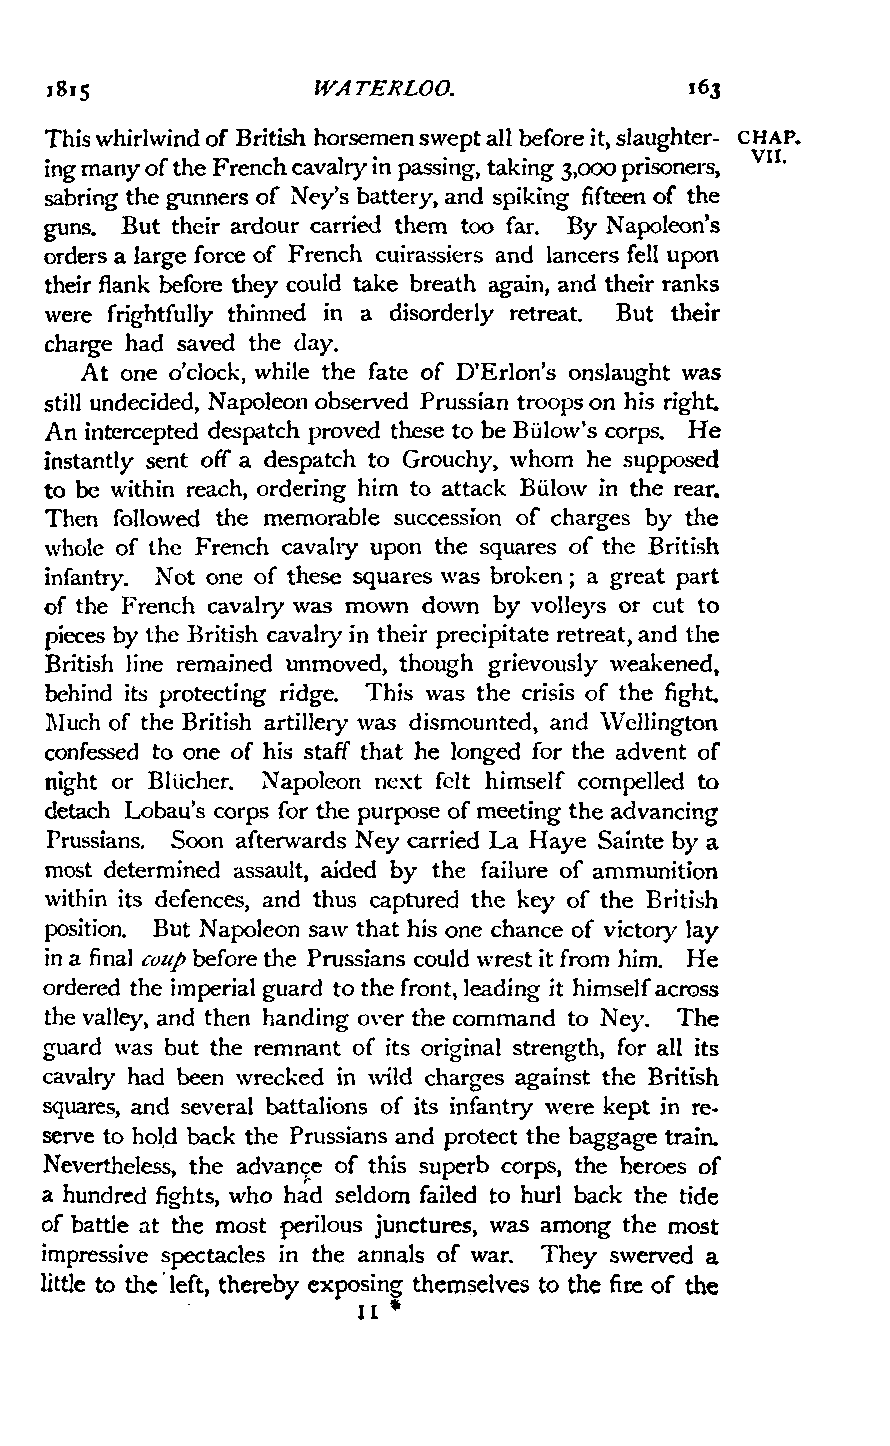 1815 WATERLOO. 163
This whirlwind of British horsemen swept all before it, slaughter- CHAP.
ing many of the French cavalry in passing, taking 3,000 prisoners, VII.
sabring the gunners of Ney's battery, and spiking fifteen of the
guns. But their ardour carried them too far. By Napoleon's
orders a large force of French cuirassiers and lancers fell upon
their flank before they could take breath again, and their ranks
were frightfully thinned in a disorderly retreat. But their
charge had saved the day.
At one o'clock, while the fate of D'Erlon's onslaught was
still undecided, Napoleon observed Prussian troops on his right.
An intercepted despatch proved these to be Bülow's corps. He
instantly sent off a despatch to Grouchy, whom he supposed
to be within reach, ordering him to attack Bülow in the rear.
Then followed the memorable succession of charges by the
whole of the French cavalry upon the squares of the British
infantry. Not one of these squares was broken; a great part
of the French cavalry was mown down by volleys or cut to
pieces by the British cavalry in their precipitate retreat, and the
British line remained unmoved, though grievously weakened,
behind its protecting ridge. This was the crisis of the fight.
Much of the British artillery was dismounted, and Wellington
confessed to one of his staff that he longed for the advent of
night or Blücher. Napoleon next felt himself compelled to
detach Lobau's corps for the purpose of meeting the advancing
Prussians. Soon afterwards Ney carried La Haye Sainte by a
most determined assault, aided by the failure of ammunition
within its defences, and thus captured the key of the British
position. But Napoleon saw that his one chance of victory lay
in a final coup before the Prussians could wrest it from him. He
ordered the imperial guard to the front, leading it himself across
the valley, and then handing over the command to Ney. The
guard was but the remnant of its original strength, for all its
cavalry had been wrecked in wild charges against the British
squares, and several battalions of its infantry were kept in re-
serve to hold back the Prussians and protect the baggage train.
Nevertheless, the advance of this superb corps, the heroes of
a hundred fights, who had seldom failed to hurl back the tide
of battle at the most perilous junctures, was among the most
impressive spectacles in the annals of war. They swerved a
little to the left, thereby exposing themselves to the fire of the
11 *